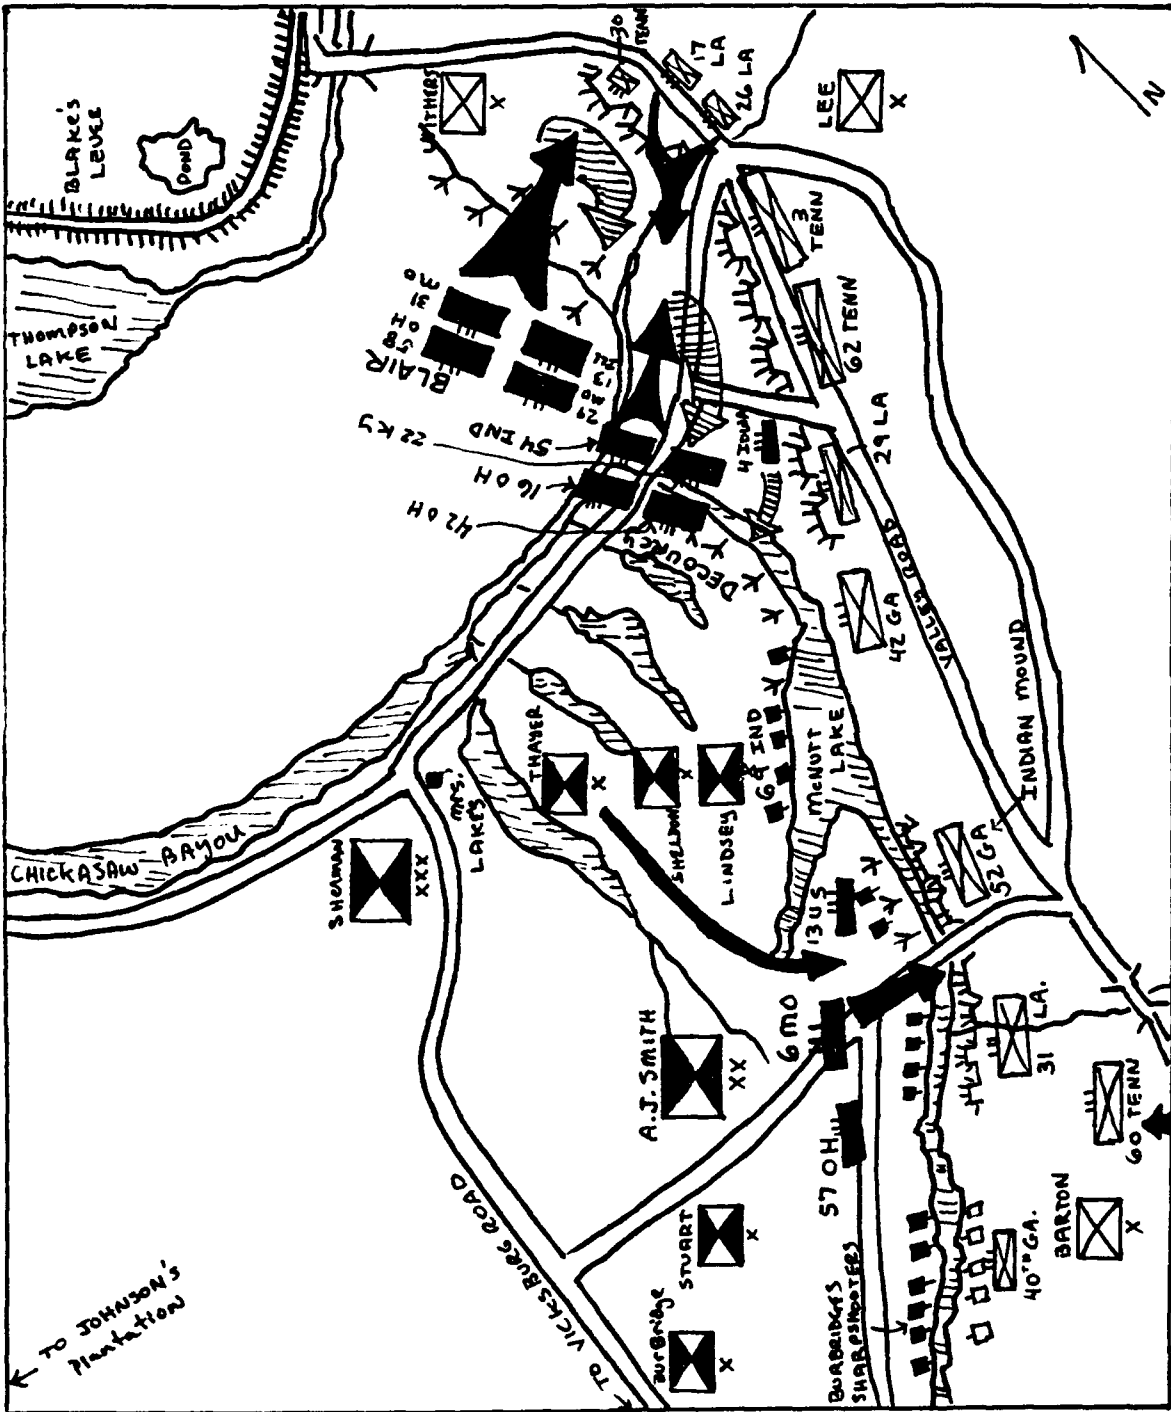 BLAKE'S
LEVEE
POND
THOMPSON
LAKE
WITHERS
X
30
TENN
17
LA
26 LA
LEE
X
N
3
TENN
62 TENN
29 LA
VALLEY ROAD
42 GA
INDIAN MOUND
52 GA
31
MO
58
OH
BLAIR
13
ILL
29
MO
54 IND
22 KY
16 OH
42 OH
DECOURCY
4 IOWA
CHICKASAW BAYOU
MRS.
LAKE'S
THAYER
X
SHELDON
X
LINDSEY
X
69 IND
McNUTT
LAKE
SHERMAN
XXX
13 US
6 MO
A.J. SMITH
XX
57 OH
31 LA.
60 TENN
BARTON
X
40TH GA.
STUART
X
BURBRIDGE
X
BURBRIDGES
SHARPSHOOTERS
TO VICKSBURG ROAD
TO JOHNSON'S
Plantation